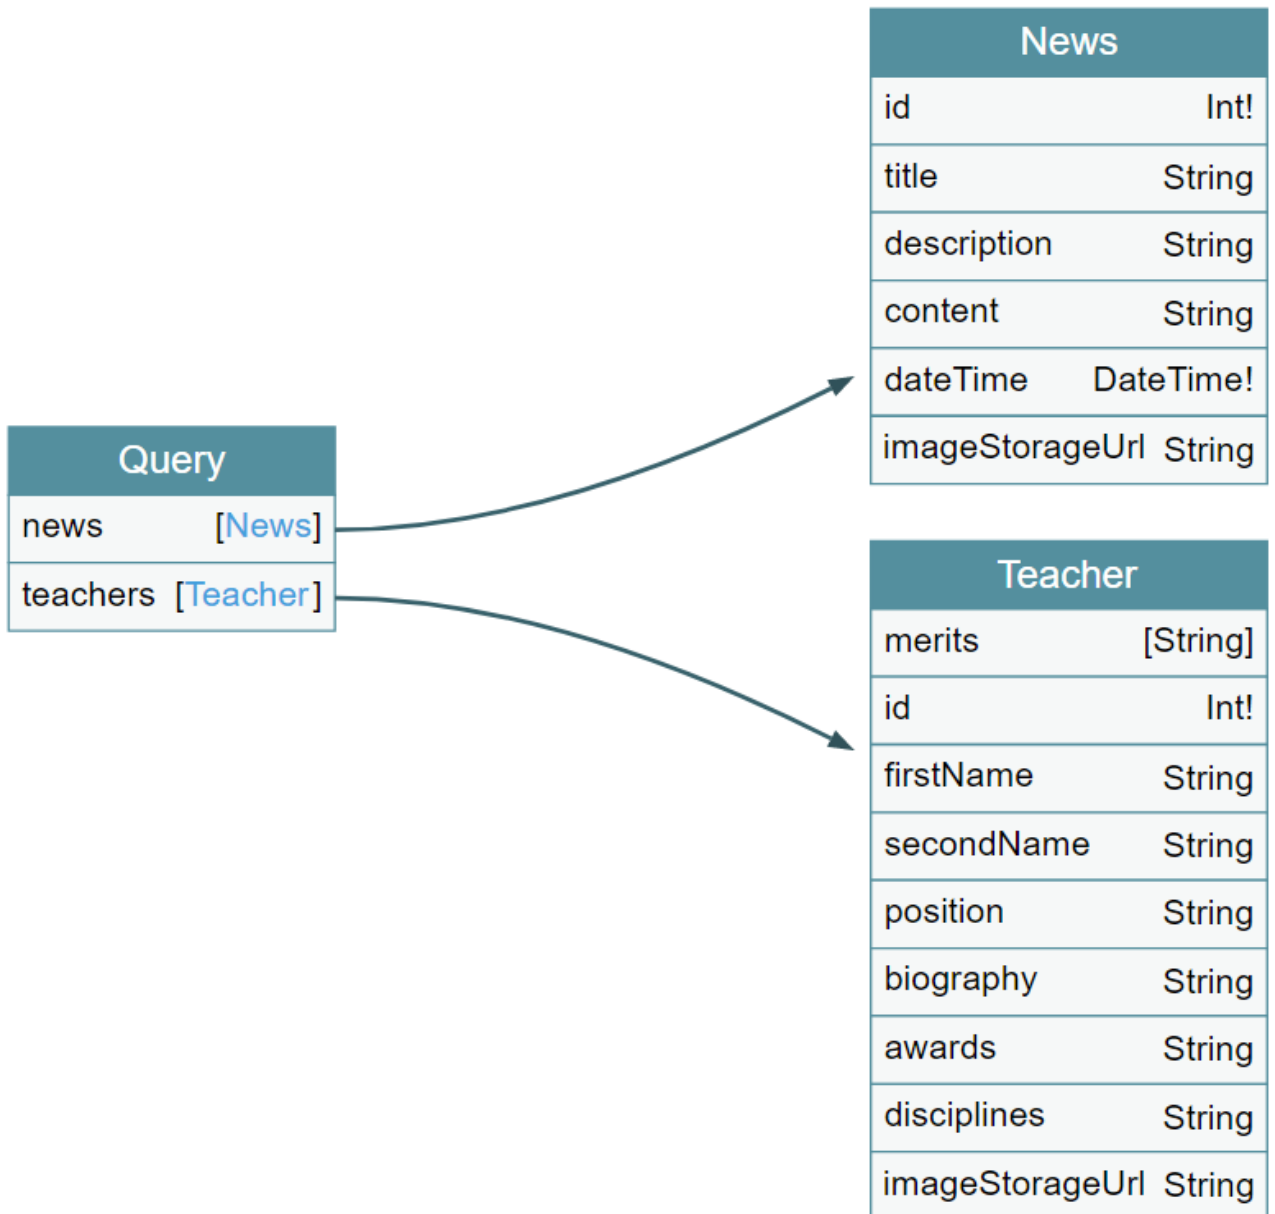 Query
news [News]
teachers [Teacher]
News
id Int!
title String
description String
content String
dateTime DateTime!
imageStorageUrl String
Teacher
merits [String]
id Int!
firstName String
secondName String
position String
biography String
awards String
disciplines String
imageStorageUrl String